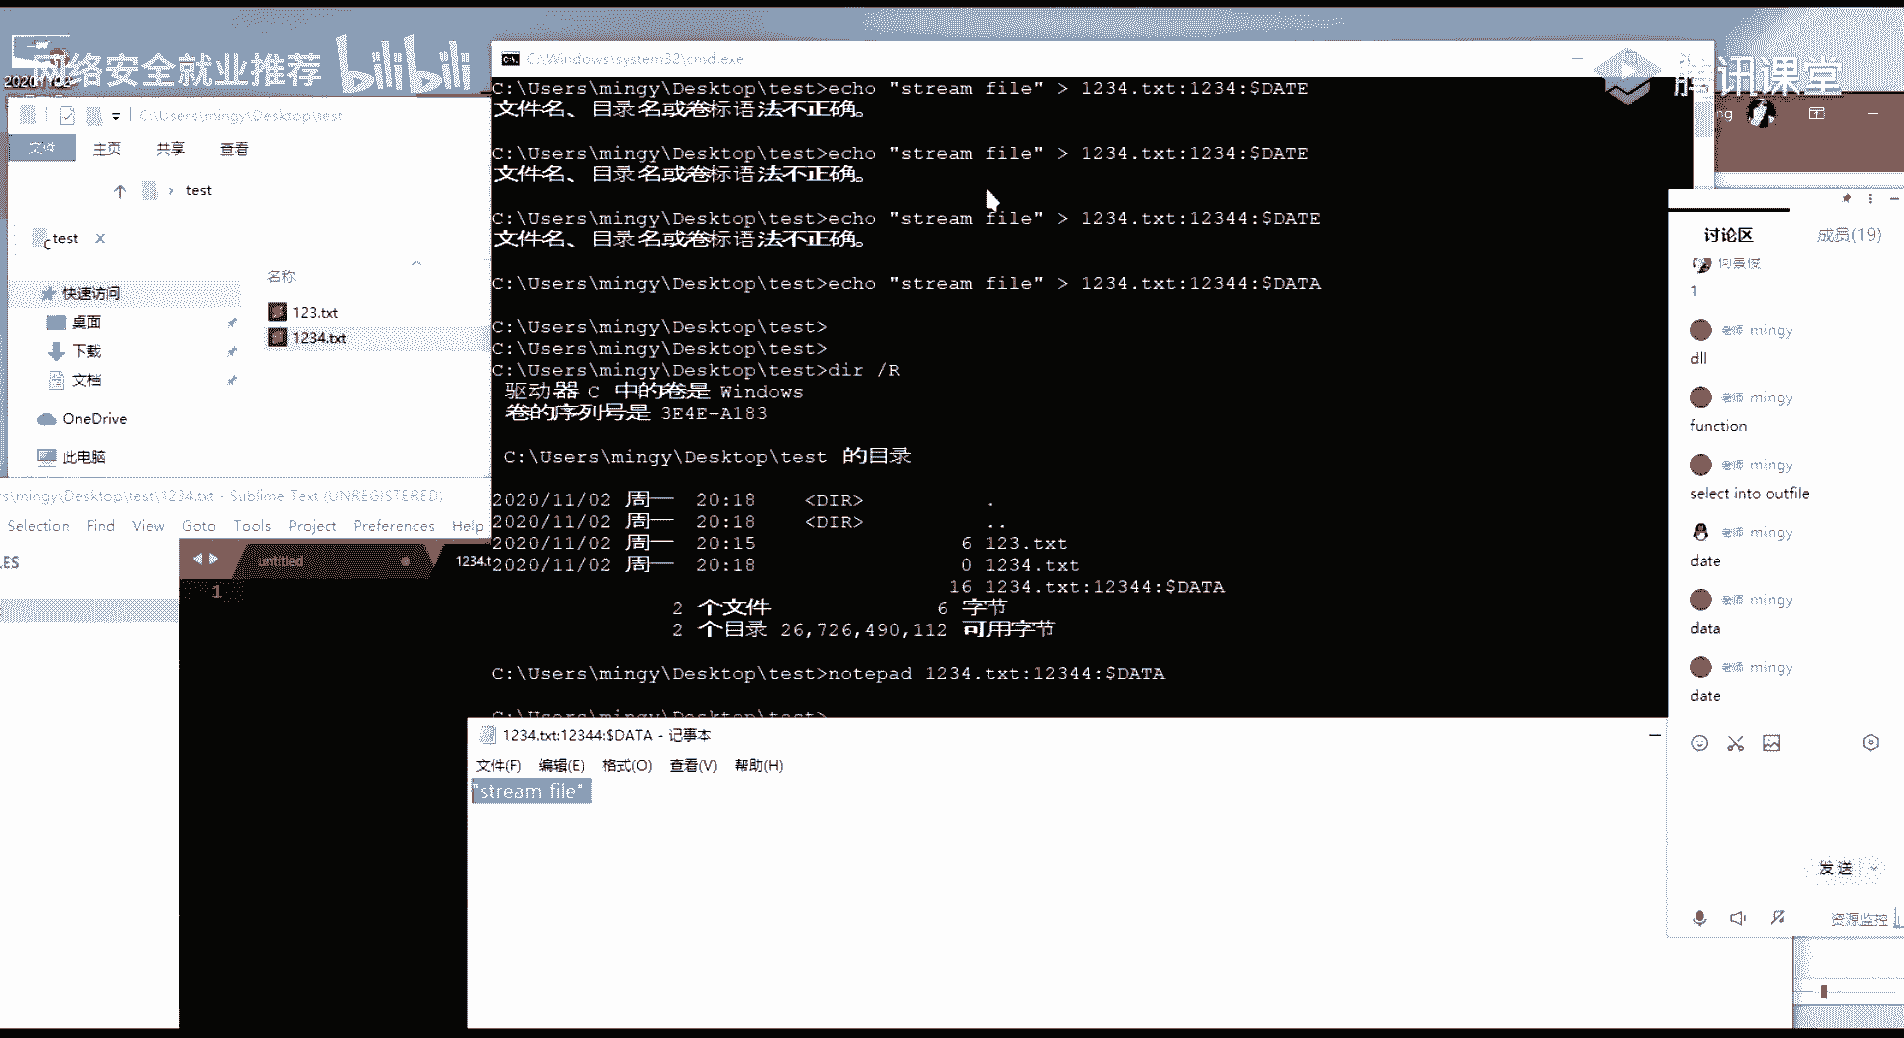 网络安全就业推荐 bilibili
腾讯课堂
C:\Windows\system32\cmd.exe
C:\Users\mingy\Desktop\test>echo "stream file" > 1234.txt:1234:$DATE
文件名、目录名或卷标语法不正确。
C:\Users\mingy\Desktop\test>echo "stream file" > 1234.txt:1234:$DATE
文件名、目录名或卷标语法不正确。
C:\Users\mingy\Desktop\test>echo "stream file" > 1234.txt:12344:$DATE
文件名、目录名或卷标语法不正确。
C:\Users\mingy\Desktop\test>echo "stream file" > 1234.txt:12344:$DATA
C:\Users\mingy\Desktop\test>
C:\Users\mingy\Desktop\test>
C:\Users\mingy\Desktop\test>dir /R
驱动器 C 中的卷是 Windows
卷的序列号是 3E4E-A183
C:\Users\mingy\Desktop\test 的目录
2020/11/02 周一 20:18 <DIR> .
2020/11/02 周一 20:18 <DIR> ..
2020/11/02 周一 20:15 6 123.txt
2020/11/02 周一 20:18 0 1234.txt
16 1234.txt:12344:$DATA
2 个文件 6 字节
2 个目录 26,726,490,112 可用字节
C:\Users\mingy\Desktop\test>notepad 1234.txt:12344:$DATA
C:\Users\mingy\Desktop\test>
C:\Users\mingy\Desktop\test
文件 主页 共享 查看
test
test
名称
快速访问
123.txt
桌面
1234.txt
下载
文档
OneDrive
此电脑
s\mingy\Desktop\test\1234.txt - Sublime Text (UNREGISTERED)
Selection Find View Goto Tools Project Preferences Help
LES
untitled
1234.t
1
1234.txt:12344:$DATA - 记事本
文件(F) 编辑(E) 格式(O) 查看(V) 帮助(H)
"stream file"
ng
讨论区 成员(19)
1
老师 mingy
dll
老师 mingy
function
老师 mingy
select into outfile
老师 mingy
date
老师 mingy
data
老师 mingy
date
发送
资源监控